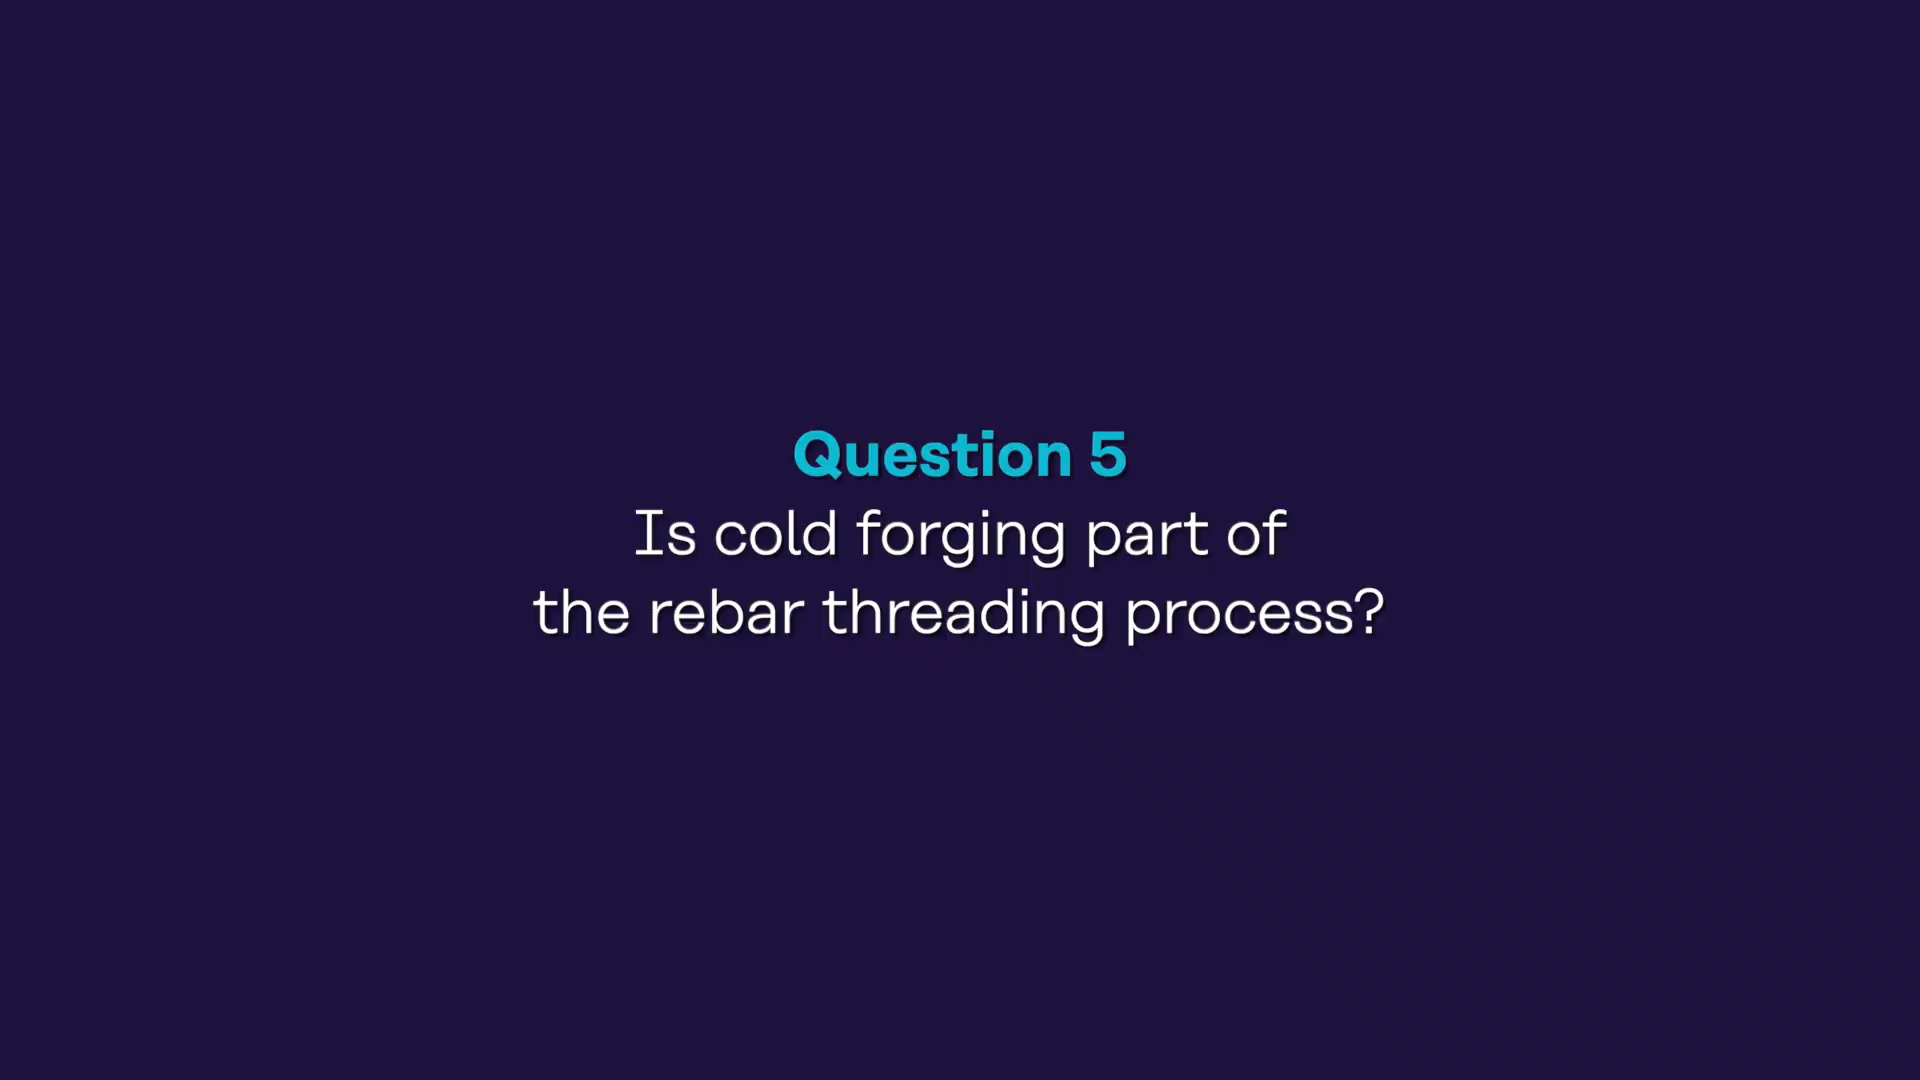 Question 5
Is cold forging part of
the rebar threading process?